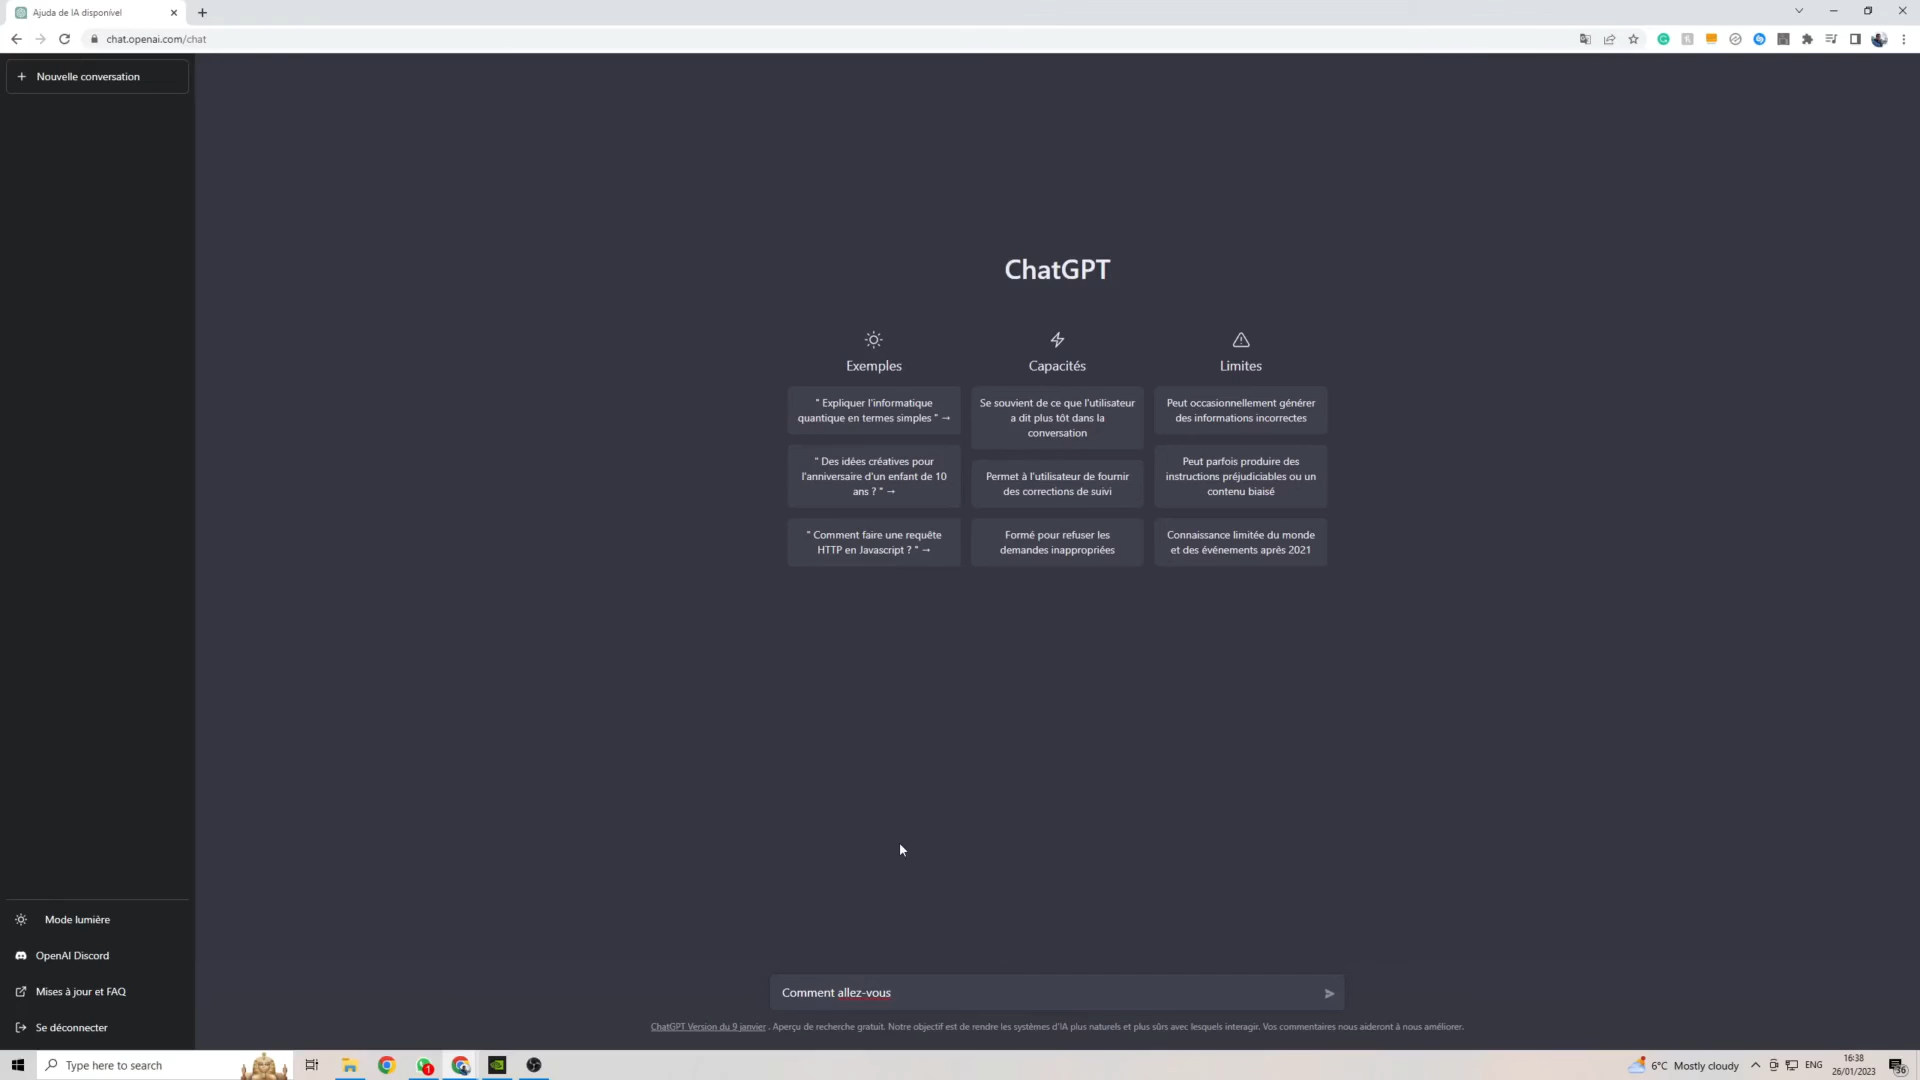 Ajuda de IA disponível
chat.openai.com/chat
Nouvelle conversation
ChatGPT
Exemples
" Expliquer l'informatique
quantique en termes simples " →
" Des idées créatives pour
l'anniversaire d'un enfant de 10
ans ? " →
" Comment faire une requête
HTTP en Javascript ? " →
Capacités
Se souvient de ce que l'utilisateur
a dit plus tôt dans la
conversation
Permet à l'utilisateur de fournir
des corrections de suivi
Formé pour refuser les
demandes inappropriées
Limites
Peut occasionnellement générer
des informations incorrectes
Peut parfois produire des
instructions préjudiciables ou un
contenu biaisé
Connaissance limitée du monde
et des événements après 2021
Mode lumière
OpenAI Discord
Mises à jour et FAQ
Se déconnecter
Comment allez-vous
ChatGPT Version du 9 janvier . Aperçu de recherche gratuit. Notre objectif est de rendre les systèmes d'IA plus naturels et plus sûrs avec lesquels interagir. Vos commentaires nous aideront à nous améliorer.
Type here to search
1
6°C Mostly cloudy
ENG
16:38
26/01/2023
36